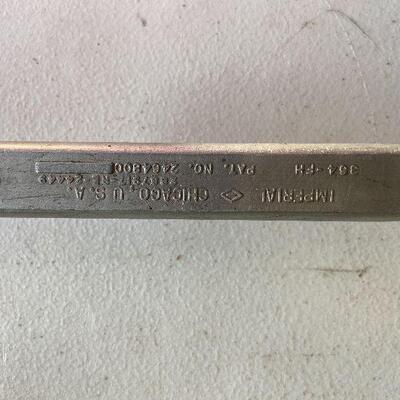 IMPERIAL CHICAGO, U.S.A.
364-FH PAT. NO. 2464800